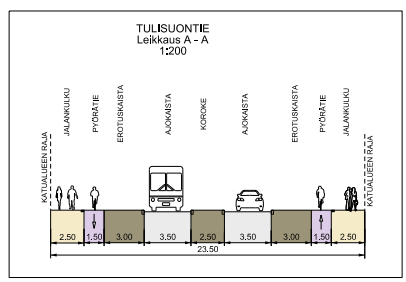 TULISUONTIE
Leikkaus A - A
1:200
KATUALUEEN RAJA
JALANKULKU
PYÖRÄTIE
EROTUSKAISTA
AJOKAISTA
KOROKE
AJOKAISTA
EROTUSKAISTA
PYÖRÄTIE
JALANKULKU
KATUALUEEN RAJA
2.50 1.50 3.00 3.50 2.50 3.50 3.00 1.50 2.50
23.50